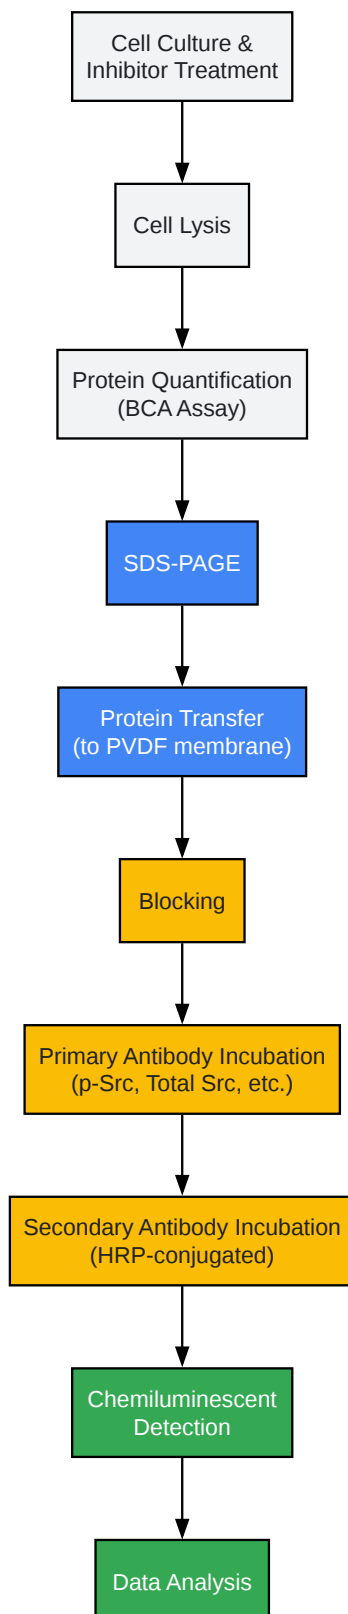 Cell Culture &
Inhibitor Treatment
Cell Lysis
Protein Quantification
(BCA Assay)
SDS-PAGE
Protein Transfer
(to PVDF membrane)
Blocking
Primary Antibody Incubation
(p-Src, Total Src, etc.)
Secondary Antibody Incubation
(HRP-conjugated)
Chemiluminescent
Detection
Data Analysis